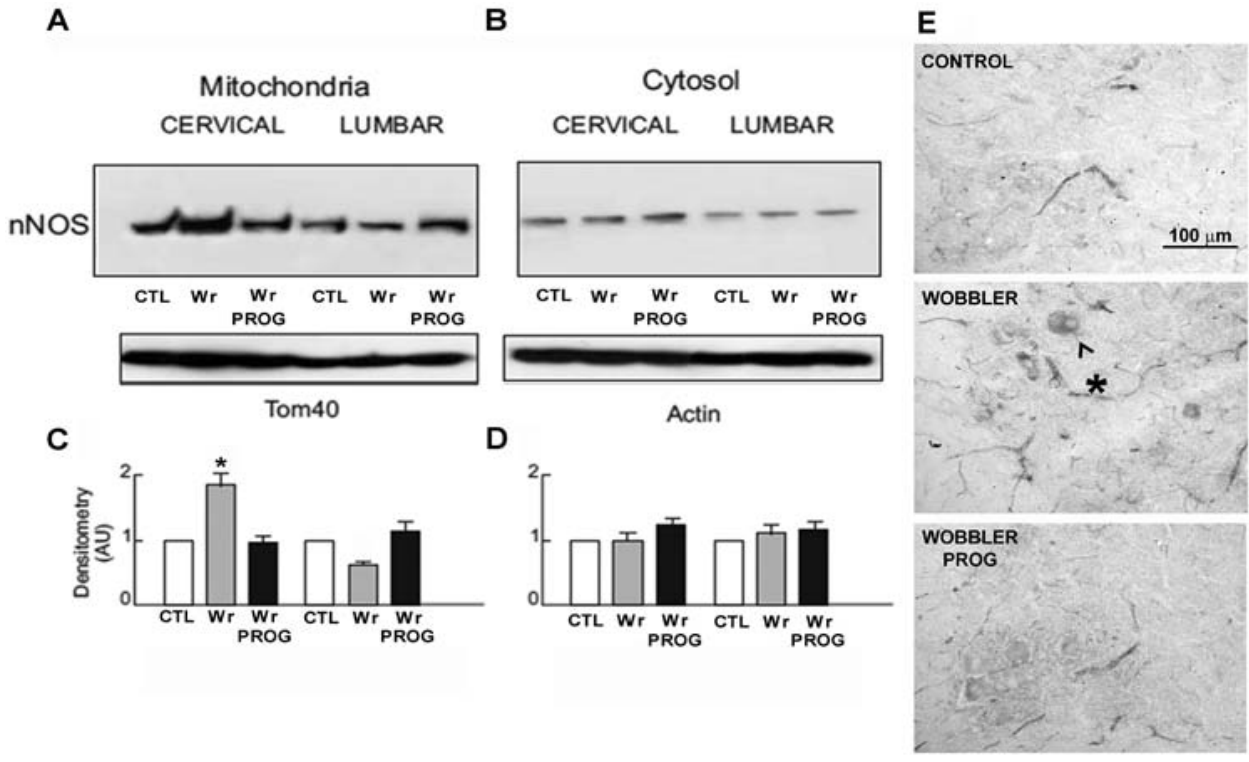 A
Mitochondria
CERVICAL LUMBAR
nNOS
CTL Wr Wr PROG CTL Wr Wr PROG
Tom40
B
Cytosol
CERVICAL LUMBAR
CTL Wr Wr PROG CTL Wr Wr PROG
Actin
C
*
Densitometry
(AU)
2
1
0
CTL Wr Wr PROG CTL Wr Wr PROG
D
2
1
0
CTL Wr Wr PROG CTL Wr Wr PROG
E
CONTROL
100 µm
WOBBLER
*
WOBBLER
PROG